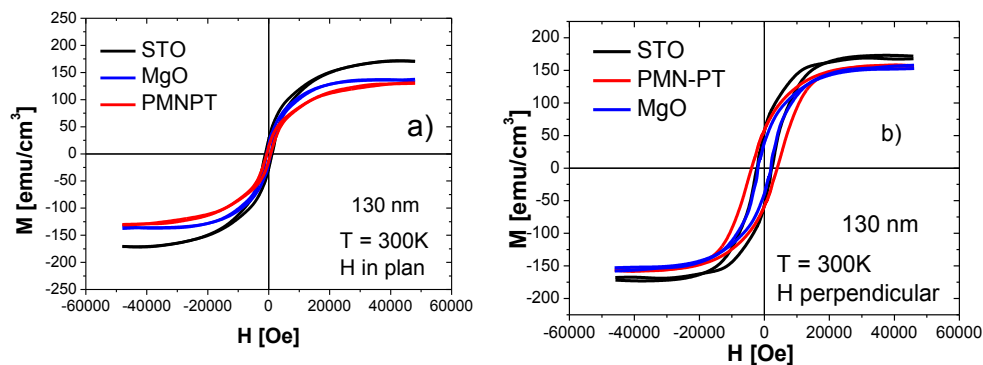 250
200
150
100
50
0
-50
-100
-150
-200
-250
M [emu/cm³]
STO
MgO
PMNPT
a)
130 nm
T = 300K
H in plan
-60000 -40000 -20000 0 20000 40000 60000
H [Oe]
200
150
100
50
0
-50
-100
-150
-200
M [emu/cm³]
STO
PMN-PT
MgO
b)
130 nm
T = 300K
H perpendicular
-60000 -40000 -20000 0 20000 40000 60000
H [Oe]